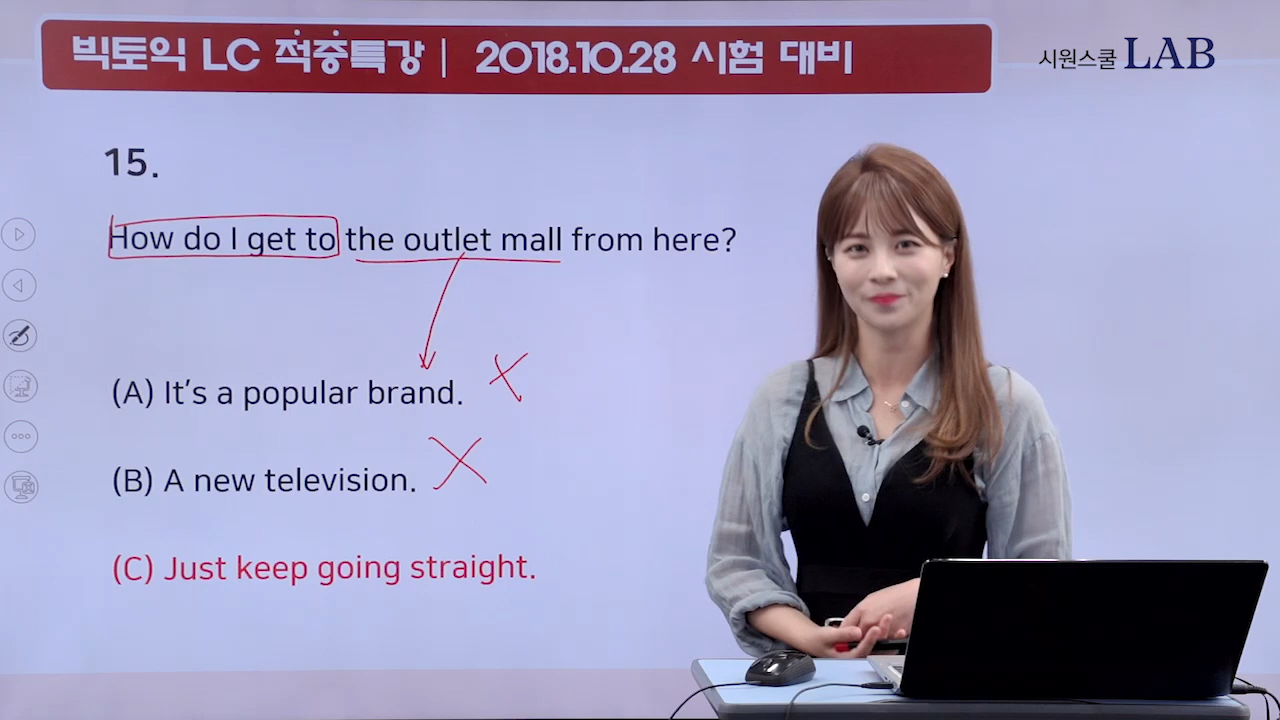 빅토익 LC 적중특강 | 2018.10.28 시험 대비
시원스쿨 LAB
15.
How do I get to the outlet mall from here?
(A) It's a popular brand.
(B) A new television.
(C) Just keep going straight.